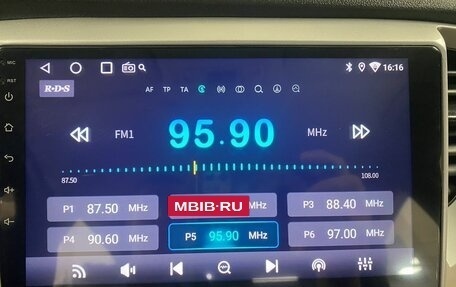 MIC
16:16
RST
R·D·S
AF TP TA
FM1 95.90 MHz
87.50 108.00
P1 87.50 MHz
MBIB·RU MHz
P3 88.40 MHz
P4 90.60 MHz
P5 95.90 MHz
P6 97.00 MHz